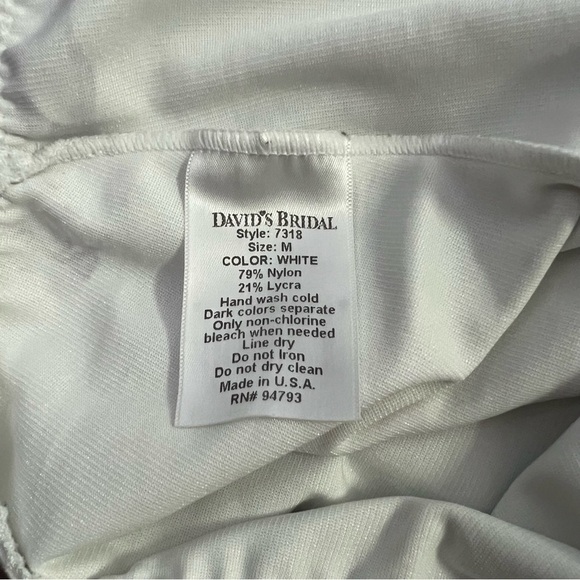 DAVID'S BRIDAL
Style: 7318
Size: M
COLOR: WHITE
79% Nylon
21% Lycra
Hand wash cold
Dark colors separate
Only non-chlorine
bleach when needed
Line dry
Do not Iron
Do not dry clean
Made in U.S.A.
RN# 94793